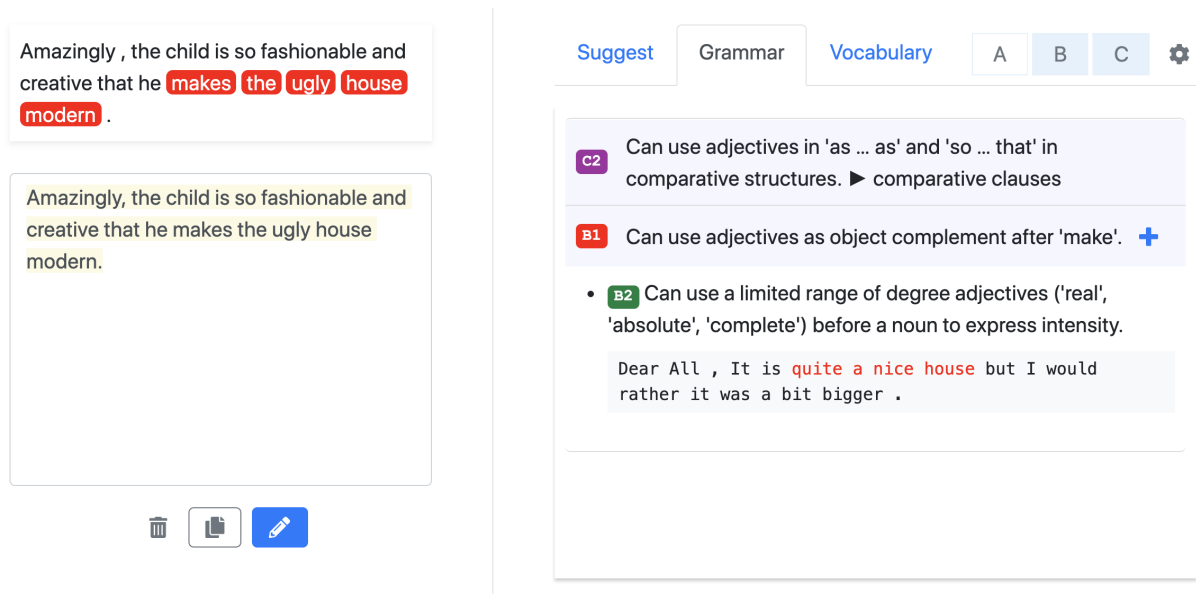 Amazingly , the child is so fashionable and
creative that he makes the ugly house
modern .
Amazingly, the child is so fashionable and
creative that he makes the ugly house
modern.
Suggest Grammar Vocabulary A B C
C2 Can use adjectives in 'as ... as' and 'so ... that' in
comparative structures. ▶ comparative clauses
B1 Can use adjectives as object complement after 'make'. +
• B2 Can use a limited range of degree adjectives ('real',
'absolute', 'complete') before a noun to express intensity.
Dear All , It is quite a nice house but I would
rather it was a bit bigger .